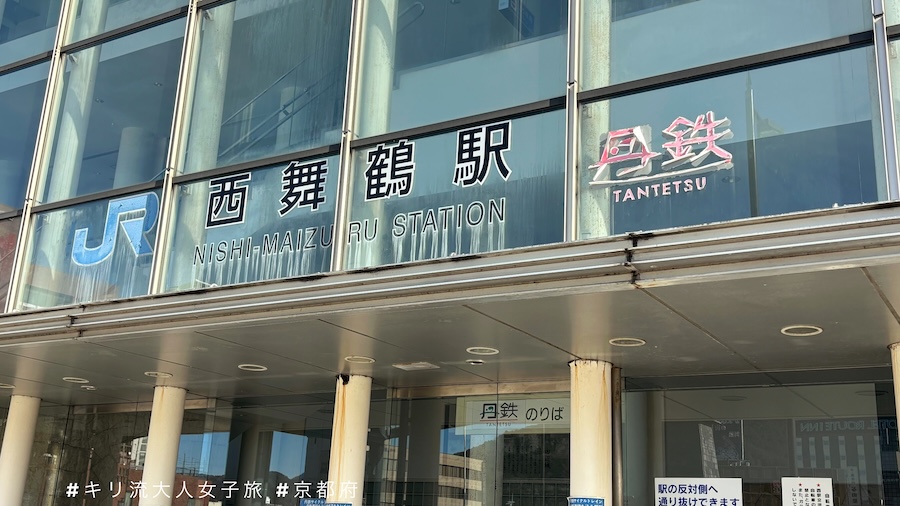 JR
西舞鶴駅
NISHI-MAIZURU STATION
丹鉄
TANTETSU
丹鉄 のりば
TANTETSU
駅の反対側へ
通り抜けできます
#キリ流大人女子旅 #京都府